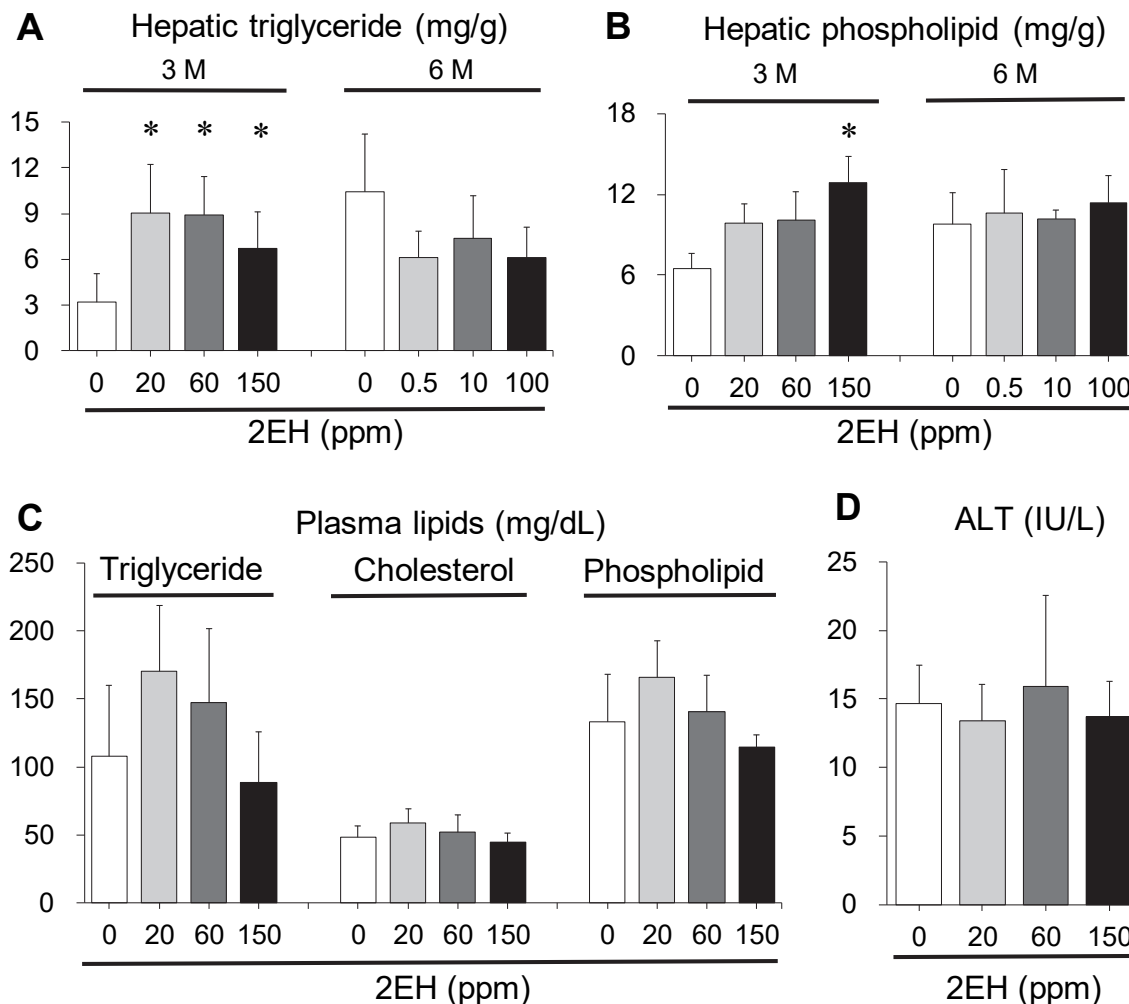 A Hepatic triglyceride (mg/g)
3 M 6 M
15
12
9
6
3
0
* * *
0 20 60 150 0 0.5 10 100
2EH (ppm)
B Hepatic phospholipid (mg/g)
3 M 6 M
18
12
6
0
*
0 20 60 150 0 0.5 10 100
2EH (ppm)
C Plasma lipids (mg/dL)
Triglyceride Cholesterol Phospholipid
250
200
150
100
50
0
0 20 60 150 0 20 60 150 0 20 60 150
2EH (ppm)
D ALT (IU/L)
25
20
15
10
5
0
0 20 60 150
2EH (ppm)